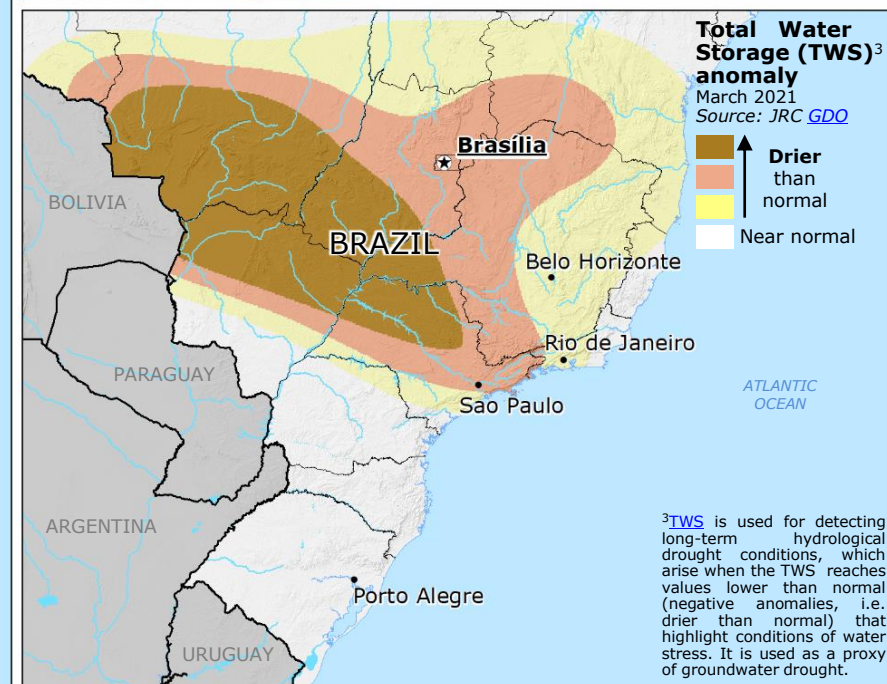 Total Water
Storage (TWS)³
anomaly
March 2021
Source: JRC GDO
Drier
than
normal
Near normal
Brasília
BOLIVIA
BRAZIL
Belo Horizonte
Rio de Janeiro
PARAGUAY
ATLANTIC
OCEAN
Sao Paulo
ARGENTINA
Porto Alegre
URUGUAY
³TWS is used for detecting
long-term hydrological
drought conditions, which
arise when the TWS reaches
values lower than normal
(negative anomalies, i.e.
drier than normal) that
highlight conditions of water
stress. It is used as a proxy
of groundwater drought.